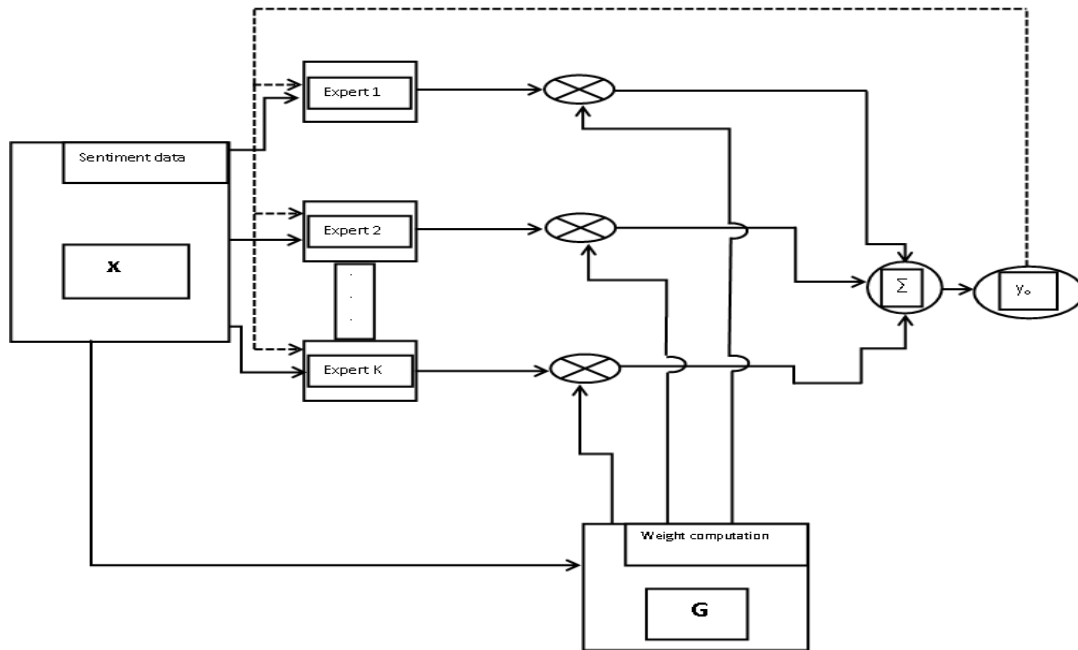 Expert 1
Sentiment data
X
Expert 2
.
.
.
Expert K
Σ
yₒ
Weight computation
G